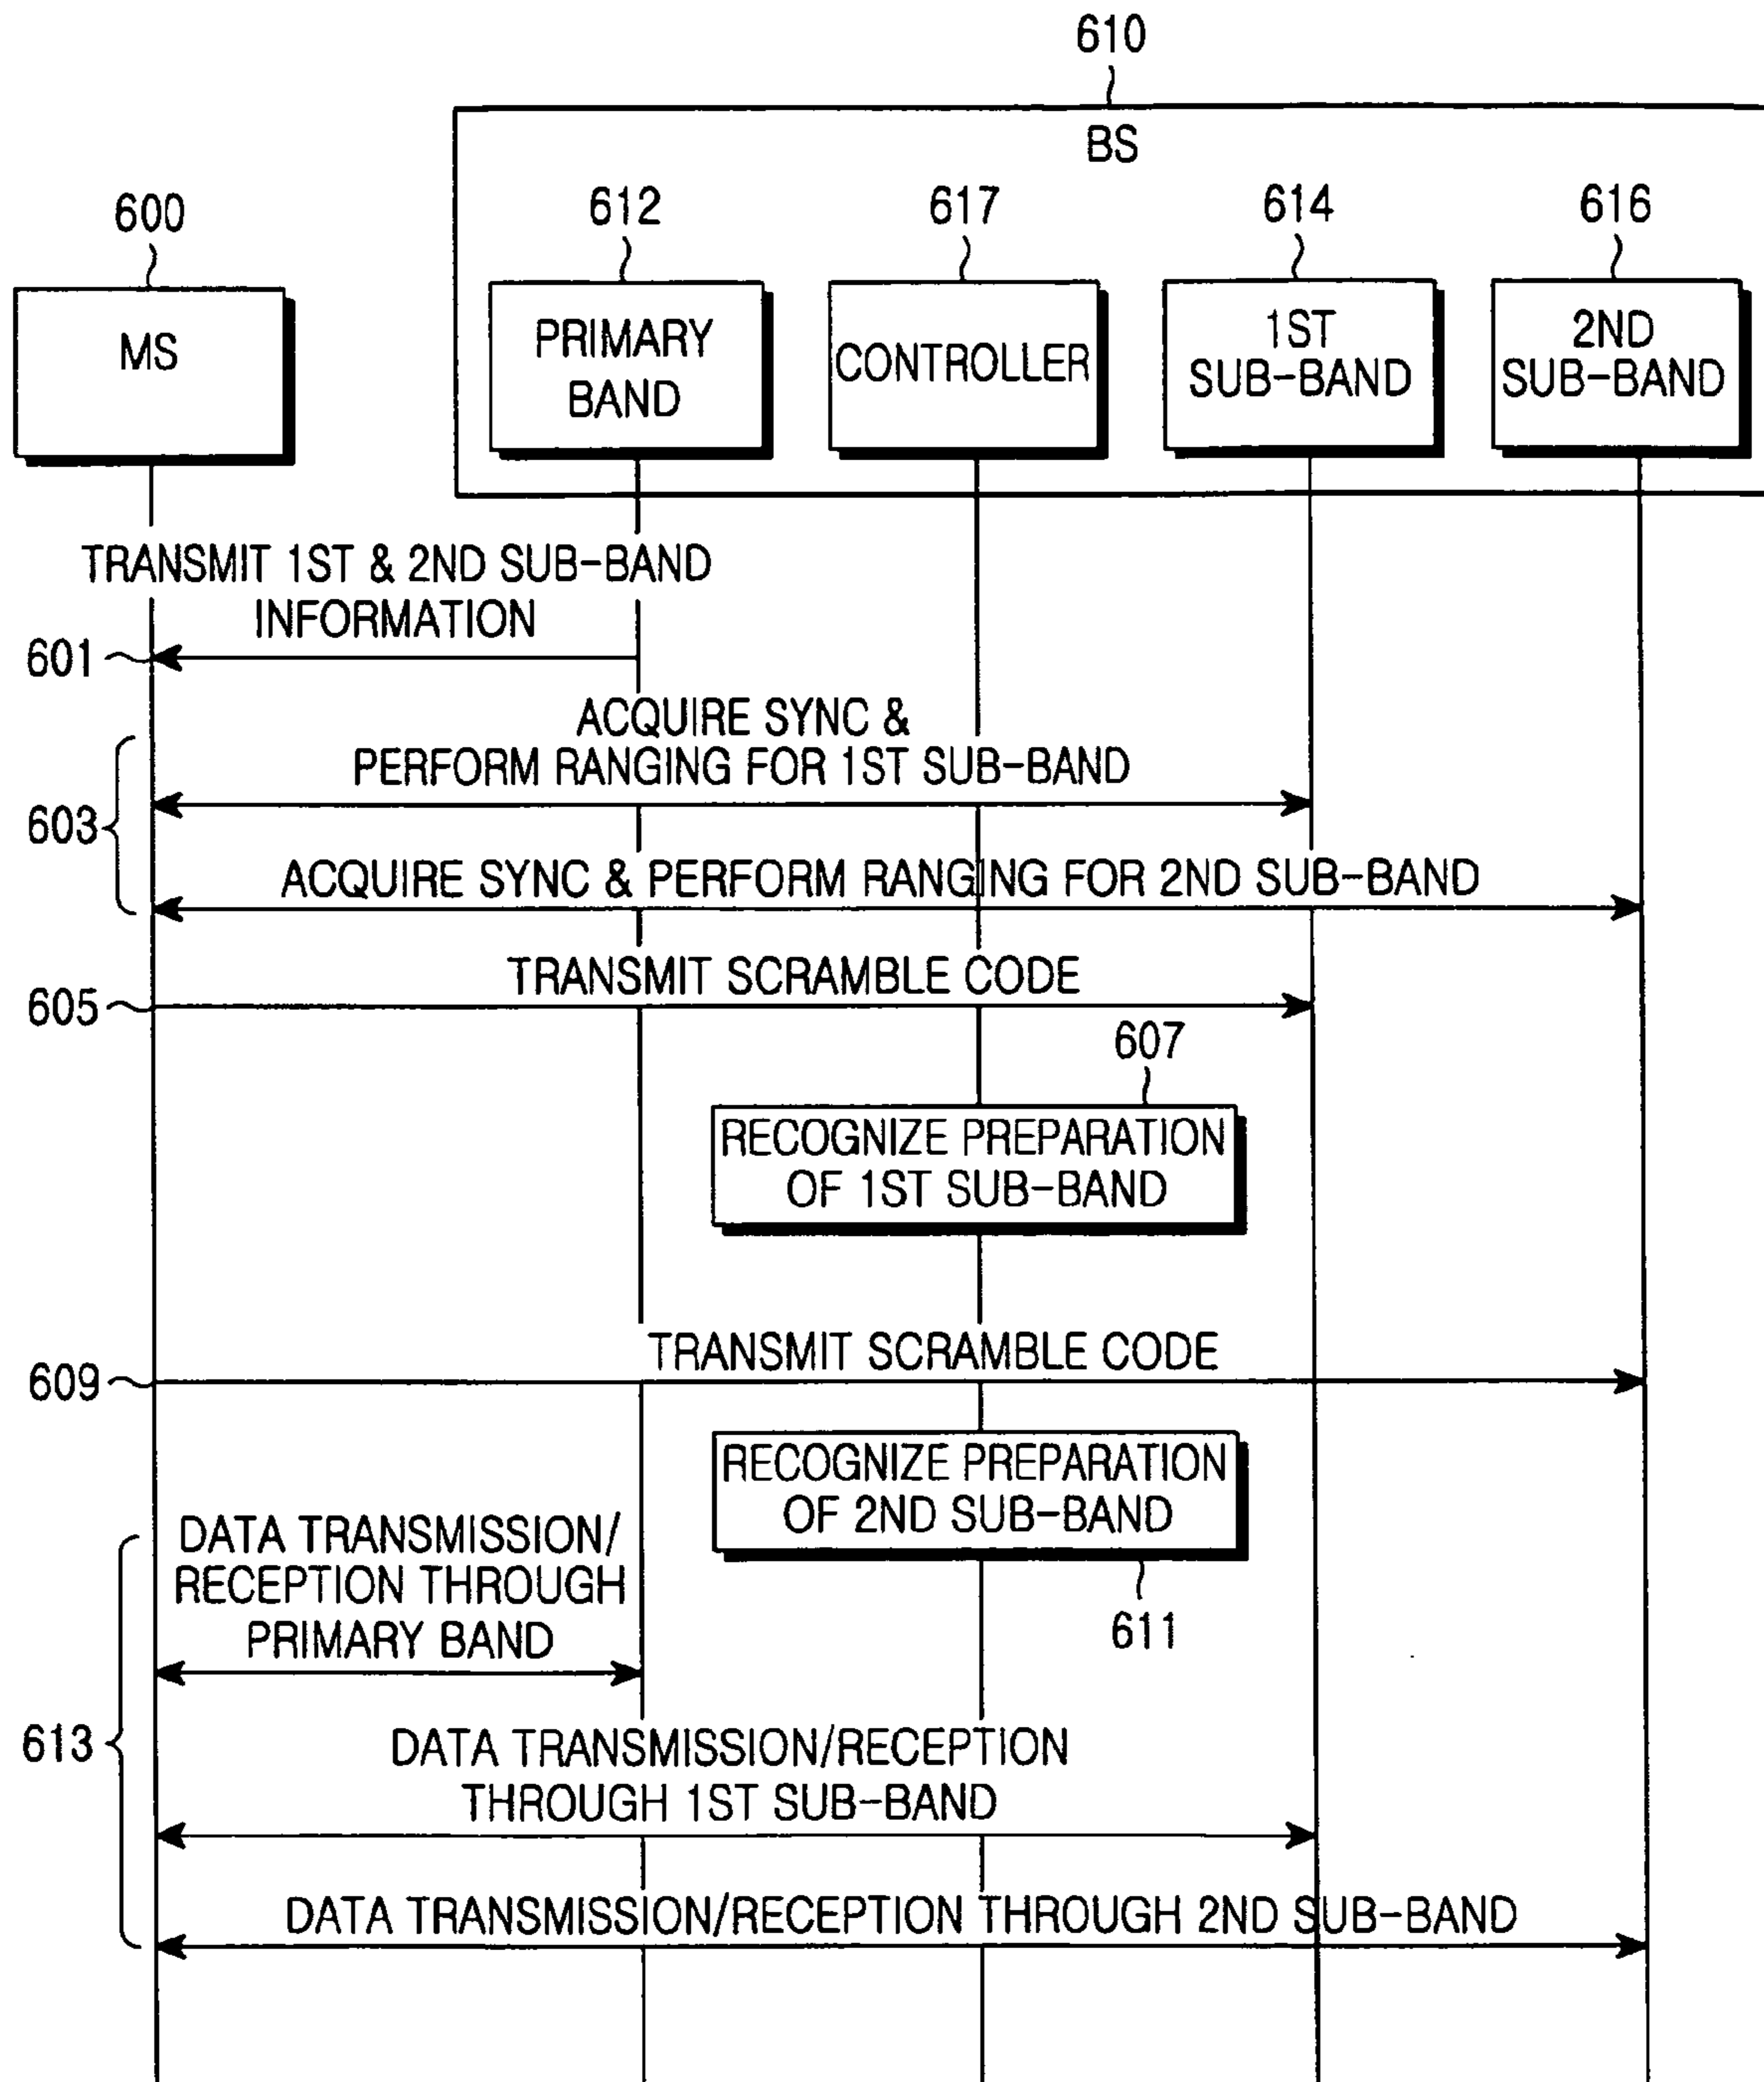 610
BS
600
612
617
614
616
MS
PRIMARY
BAND
CONTROLLER
1ST
SUB-BAND
2ND
SUB-BAND
TRANSMIT 1ST & 2ND SUB-BAND
INFORMATION
601
ACQUIRE SYNC &
PERFORM RANGING FOR 1ST SUB-BAND
603
ACQUIRE SYNC & PERFORM RANGING FOR 2ND SUB-BAND
TRANSMIT SCRAMBLE CODE
605
607
RECOGNIZE PREPARATION
OF 1ST SUB-BAND
TRANSMIT SCRAMBLE CODE
609
RECOGNIZE PREPARATION
OF 2ND SUB-BAND
611
DATA TRANSMISSION/
RECEPTION THROUGH
PRIMARY BAND
613
DATA TRANSMISSION/RECEPTION
THROUGH 1ST SUB-BAND
DATA TRANSMISSION/RECEPTION THROUGH 2ND SUB-BAND